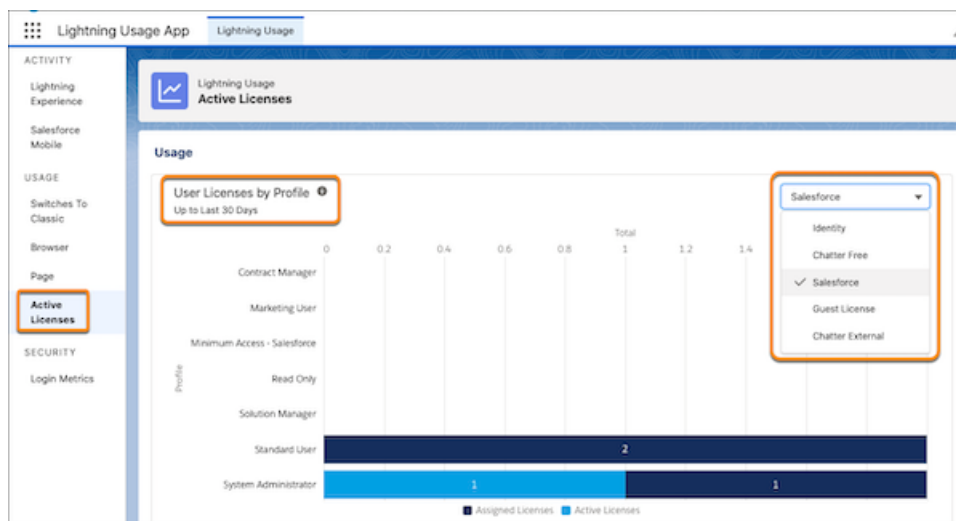 Lightning Usage App
Lightning Usage
ACTIVITY
Lightning
Experience
Salesforce
Mobile
USAGE
Switches To
Classic
Browser
Page
Active
Licenses
SECURITY
Login Metrics
Lightning Usage
Active Licenses
Usage
User Licenses by Profile
Up to Last 30 Days
Salesforce
Identity
Chatter Free
Salesforce
Guest License
Chatter External
Total
0 0.2 0.4 0.6 0.8 1 1.2 1.4
Profile
Contract Manager
Marketing User
Minimum Access - Salesforce
Read Only
Solution Manager
Standard User 2
System Administrator 1 1
Assigned Licenses Active Licenses